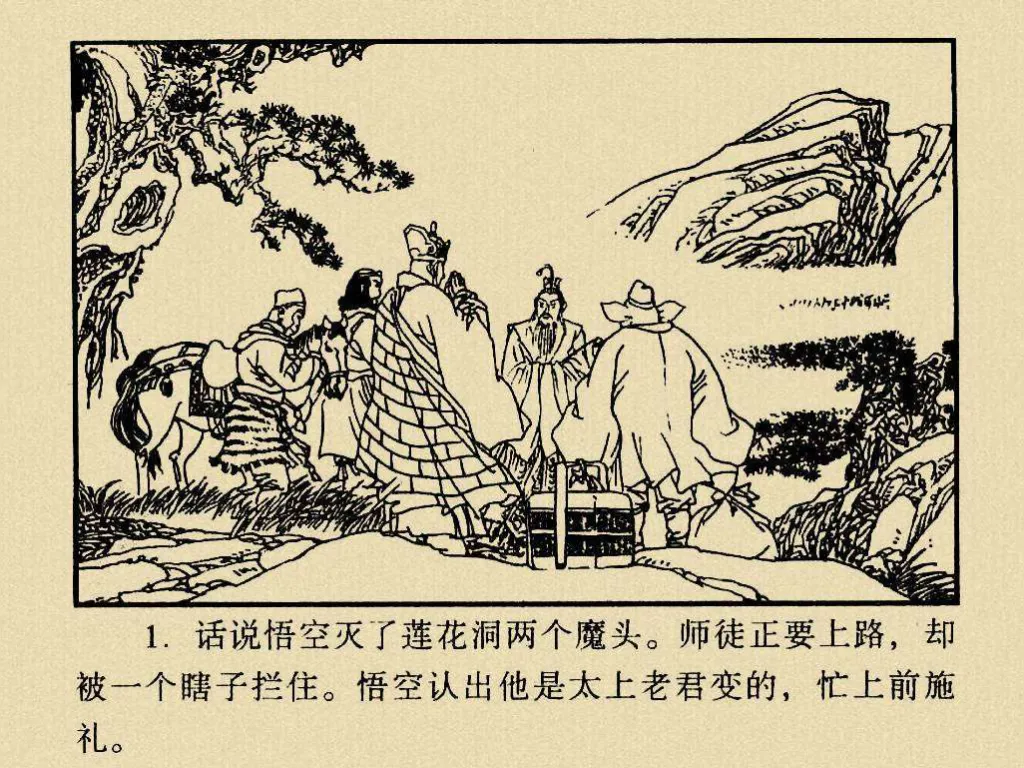 1. 话说悟空灭了莲花洞两个魔头。师徒正要上路，却
被一个瞎子拦住。悟空认出他是太上老君变的，忙上前施
礼。